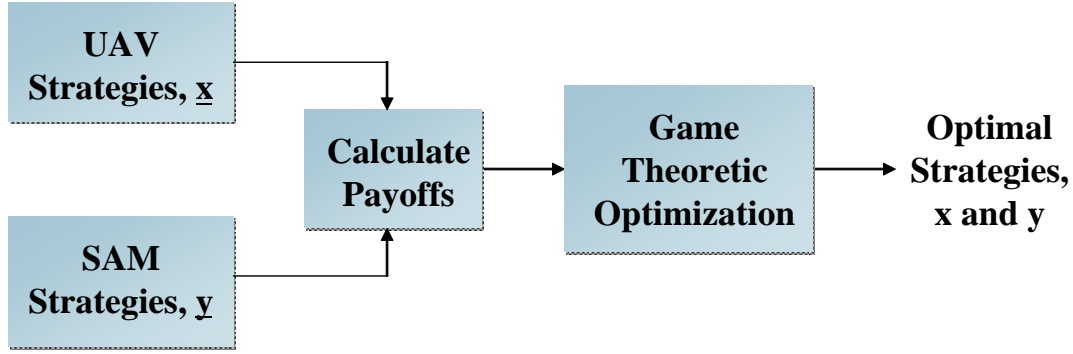 UAV
Strategies, x
SAM
Strategies, y
Calculate
Payoffs
Game
Theoretic
Optimization
Optimal
Strategies,
x and y